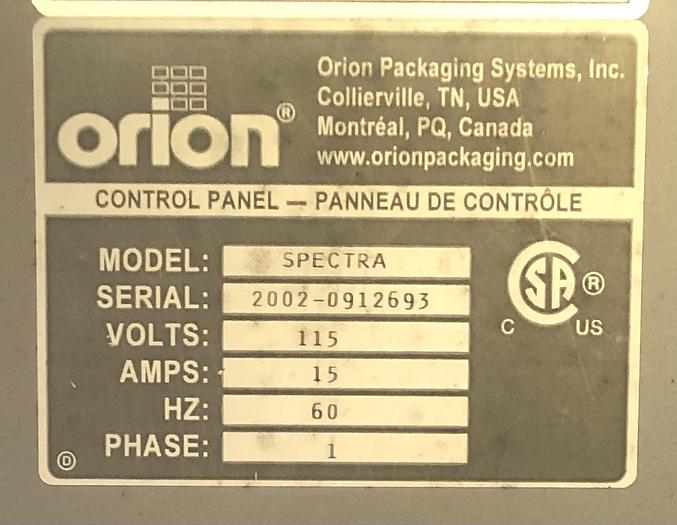 orion®
Orion Packaging Systems, Inc.
Collierville, TN, USA
Montréal, PQ, Canada
www.orionpackaging.com
CONTROL PANEL — PANNEAU DE CONTRÔLE
MODEL: SPECTRA
SERIAL: 2002-0912693
VOLTS: 115
AMPS: 15
HZ: 60
PHASE: 1
SA ®
C US
D